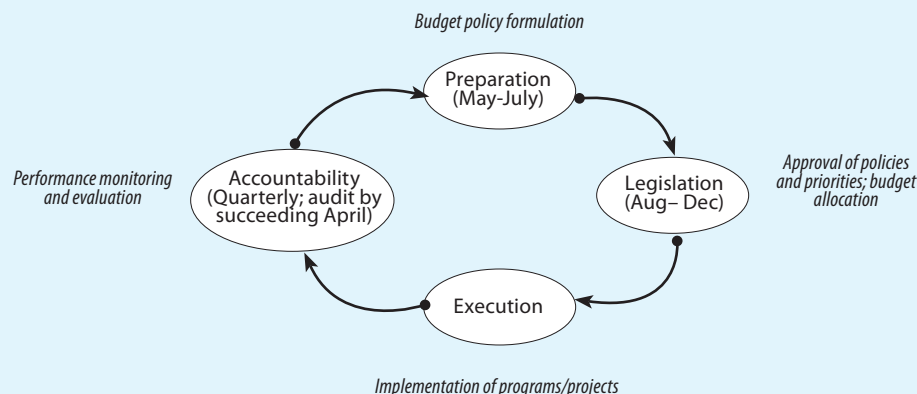 Budget policy formulation
Preparation
(May-July)
Performance monitoring
and evaluation
Accountability
(Quarterly; audit by
succeeding April)
Legislation
(Aug– Dec)
Approval of policies
and priorities; budget
allocation
Execution
Implementation of programs/projects